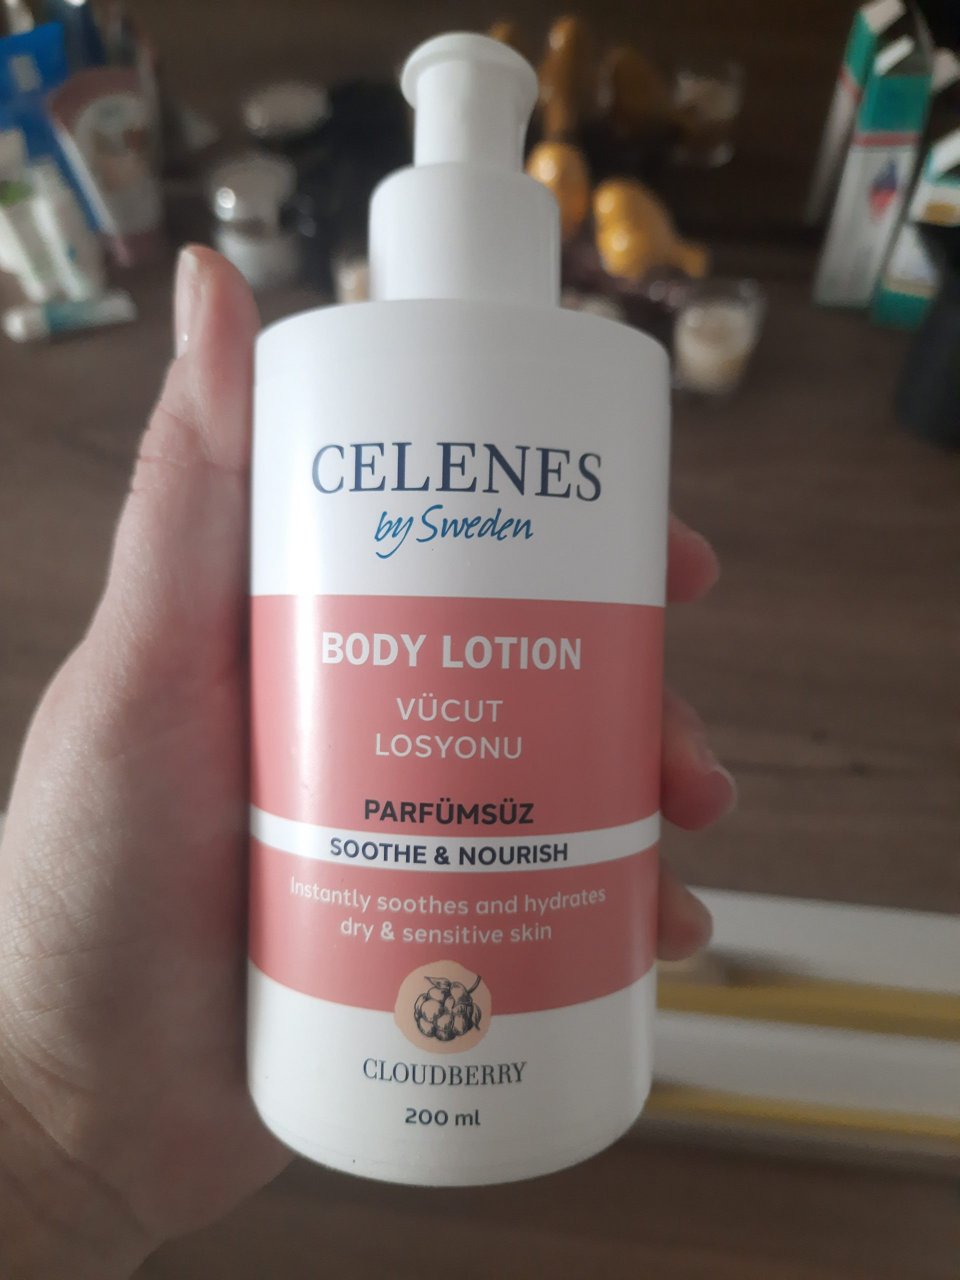 CELENES
by Sweden
BODY LOTION
VÜCUT
LOSYONU
PARFÜMSÜZ
SOOTHE & NOURISH
Instantly soothes and hydrates
dry & sensitive skin
CLOUDBERRY
200 ml